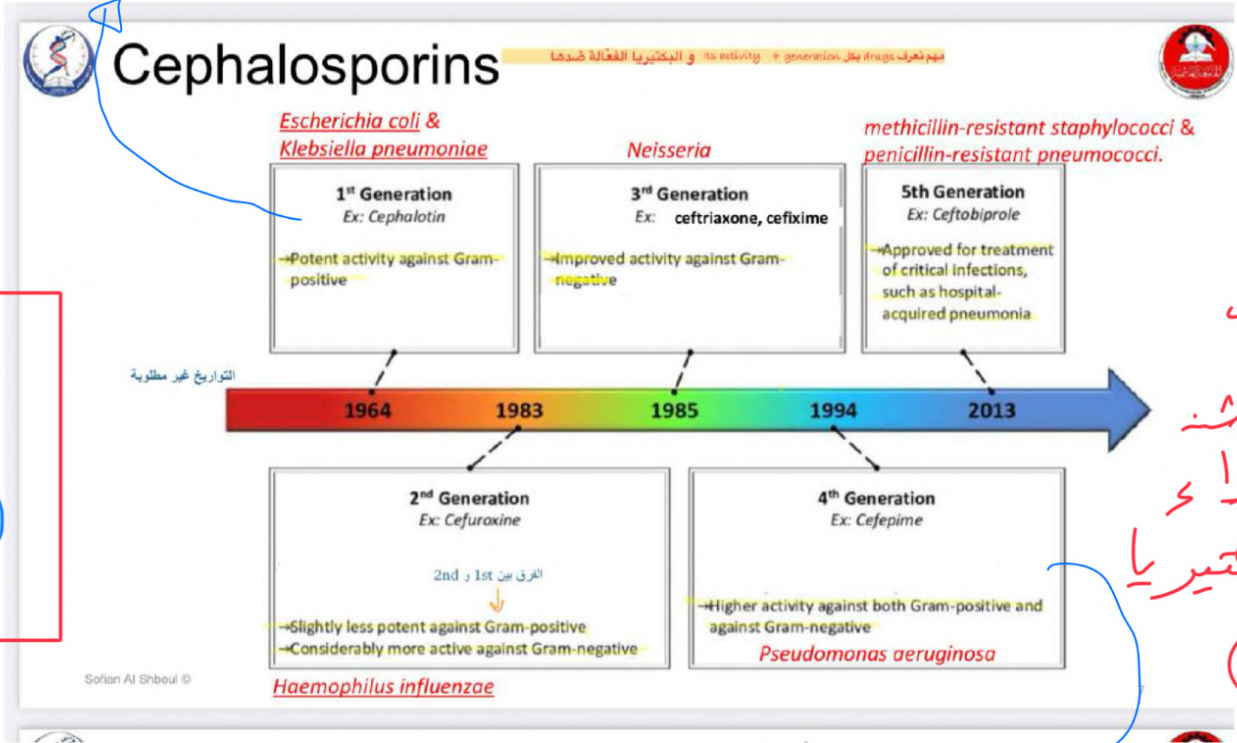 Cephalosporins
مهم نعرف drugs بكل generation + its activity و البكتيريا الفعّالة ضدها
Escherichia coli &
Klebsiella pneumoniae
1st Generation
Ex: Cephalotin
→Potent activity against Gram-
positive
Neisseria
3rd Generation
Ex: ceftriaxone, cefixime
→Improved activity against Gram-
negative
methicillin-resistant staphylococci &
penicillin-resistant pneumococci.
5th Generation
Ex: Ceftobiprole
→Approved for treatment
of critical infections,
such as hospital-
acquired pneumonia
التواريخ غير مطلوبة
1964 1983 1985 1994 2013
2nd Generation
Ex: Cefuroxine
الفرق بين 1st و 2nd
→Slightly less potent against Gram-positive
→Considerably more active against Gram-negative
Haemophilus influenzae
4th Generation
Ex: Cefepime
→Higher activity against both Gram-positive and
against Gram-negative
Pseudomonas aeruginosa
Sofian Al Shboul ©